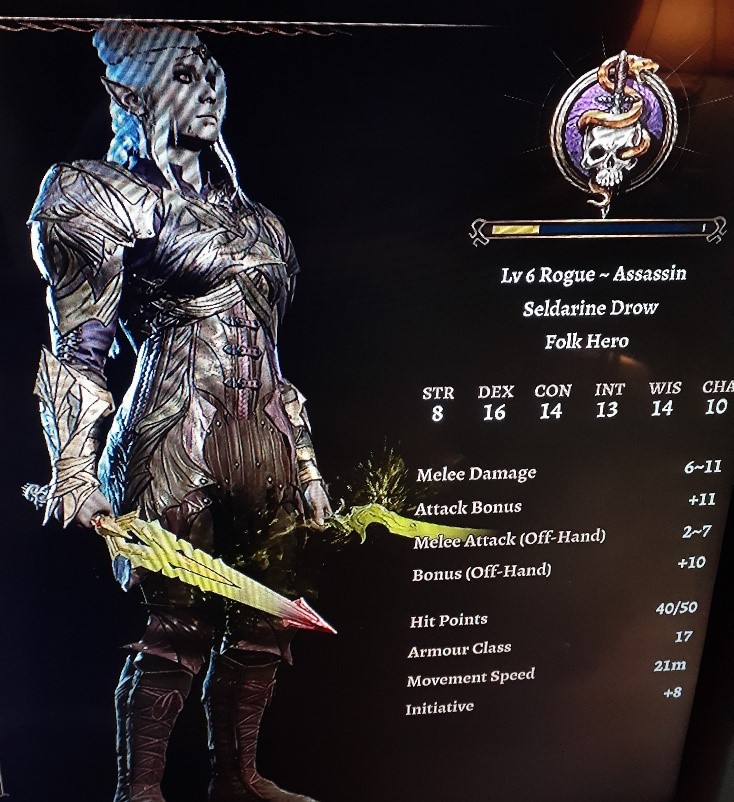 Lv 6 Rogue ~ Assassin
Seldarine Drow
Folk Hero
STR DEX CON INT WIS CHA
8 16 14 13 14 10
Melee Damage 6~11
Attack Bonus +11
Melee Attack (Off-Hand) 2~7
Bonus (Off-Hand) +10
Hit Points 40/50
Armour Class 17
Movement Speed 21m
Initiative +8